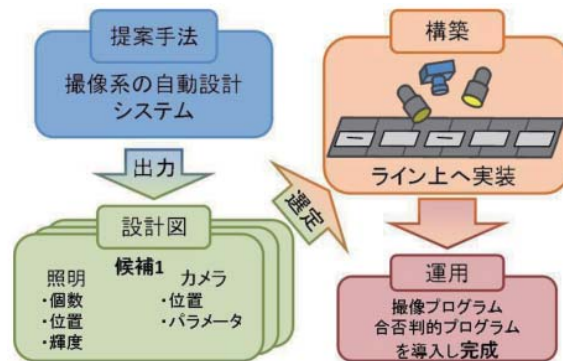 提案手法
撮像系の自動設計
システム
出力
設計図
候補1
照明
・個数
・位置
・輝度
カメラ
・位置
・パラメータ
選定
構築
ライン上へ実装
運用
撮像プログラム
合否判的プログラム
を導入し完成